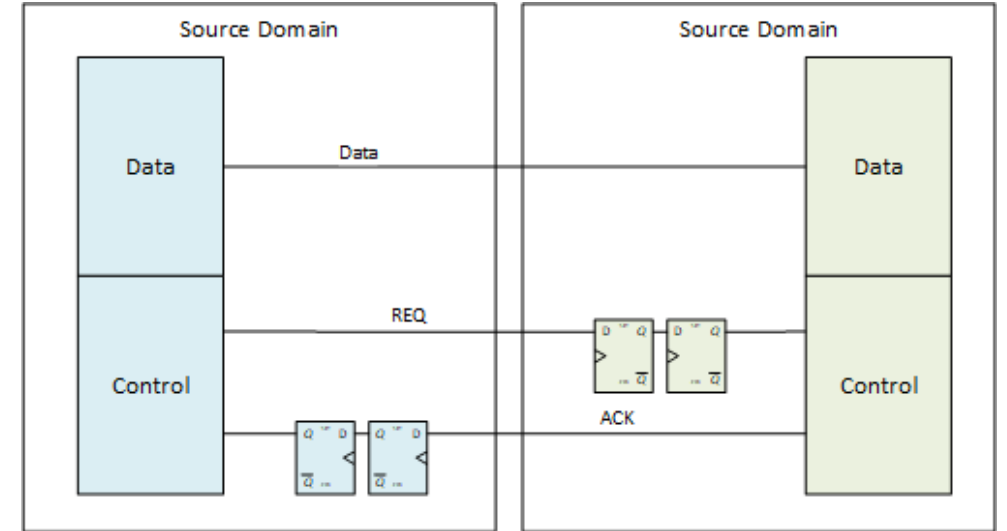 Source Domain
Source Domain
Data
Data
Data
REQ
D Q D Q
Q Q
Control
Control
ACK
Q D Q D
Q Q